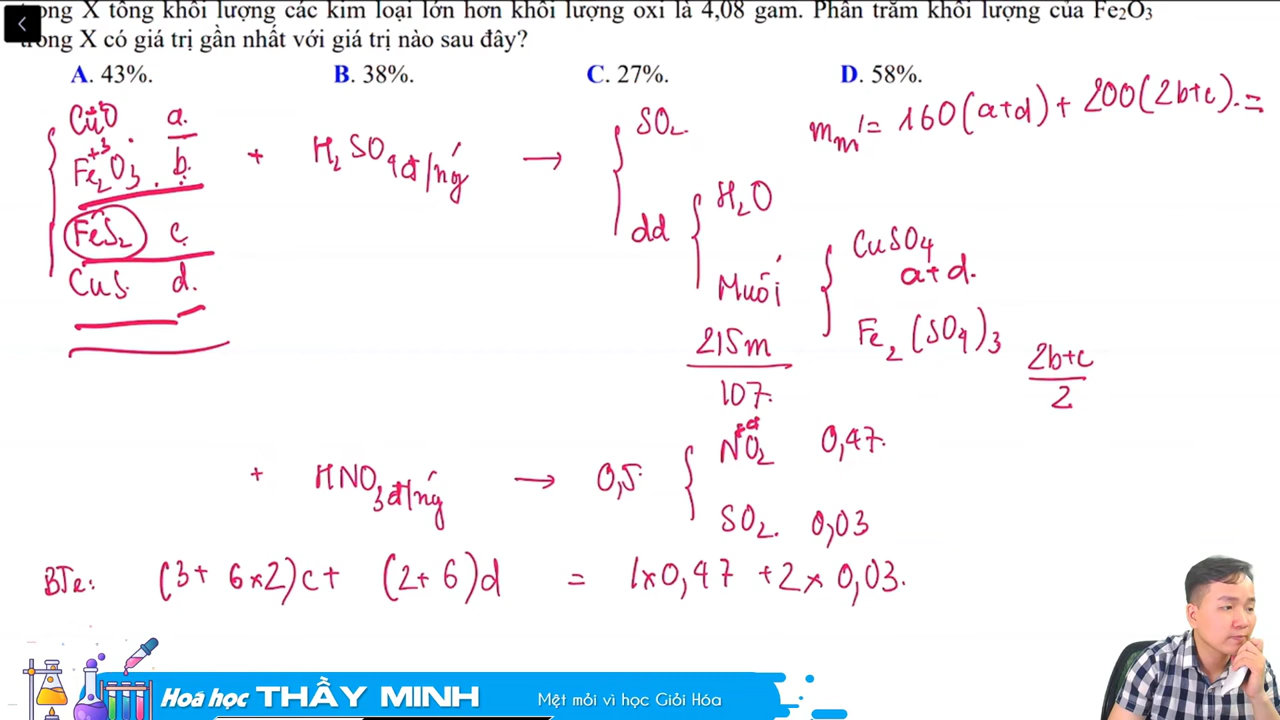 trong X tổng khối lượng các kim loại lớn hơn khối lượng oxi là 4,08 gam. Phần trăm khối lượng của Fe2O3
trong X có giá trị gần nhất với giá trị nào sau đây?
A. 43%. B. 38%. C. 27%. D. 58%.
CuO a.
Fe2O3. b.
+3
FeS2 c
CuS. d.
+ H2SO4 đ/nóng →
SO2.
dd
H2O
Muối
CuSO4
a+d.
Fe2(SO4)3
2b+c
2
215m
107.
mm' = 160(a+d) + 200(2b+c). =
+ HNO3 đ/nóng → 0,5
NO2 0,47.
SO2. 0,03
BTe: (3+ 6×2)c + (2+ 6)d = 1×0,47 + 2× 0,03.
Hoá học THẦY MINH
Mệt mỏi vì học Giỏi Hóa